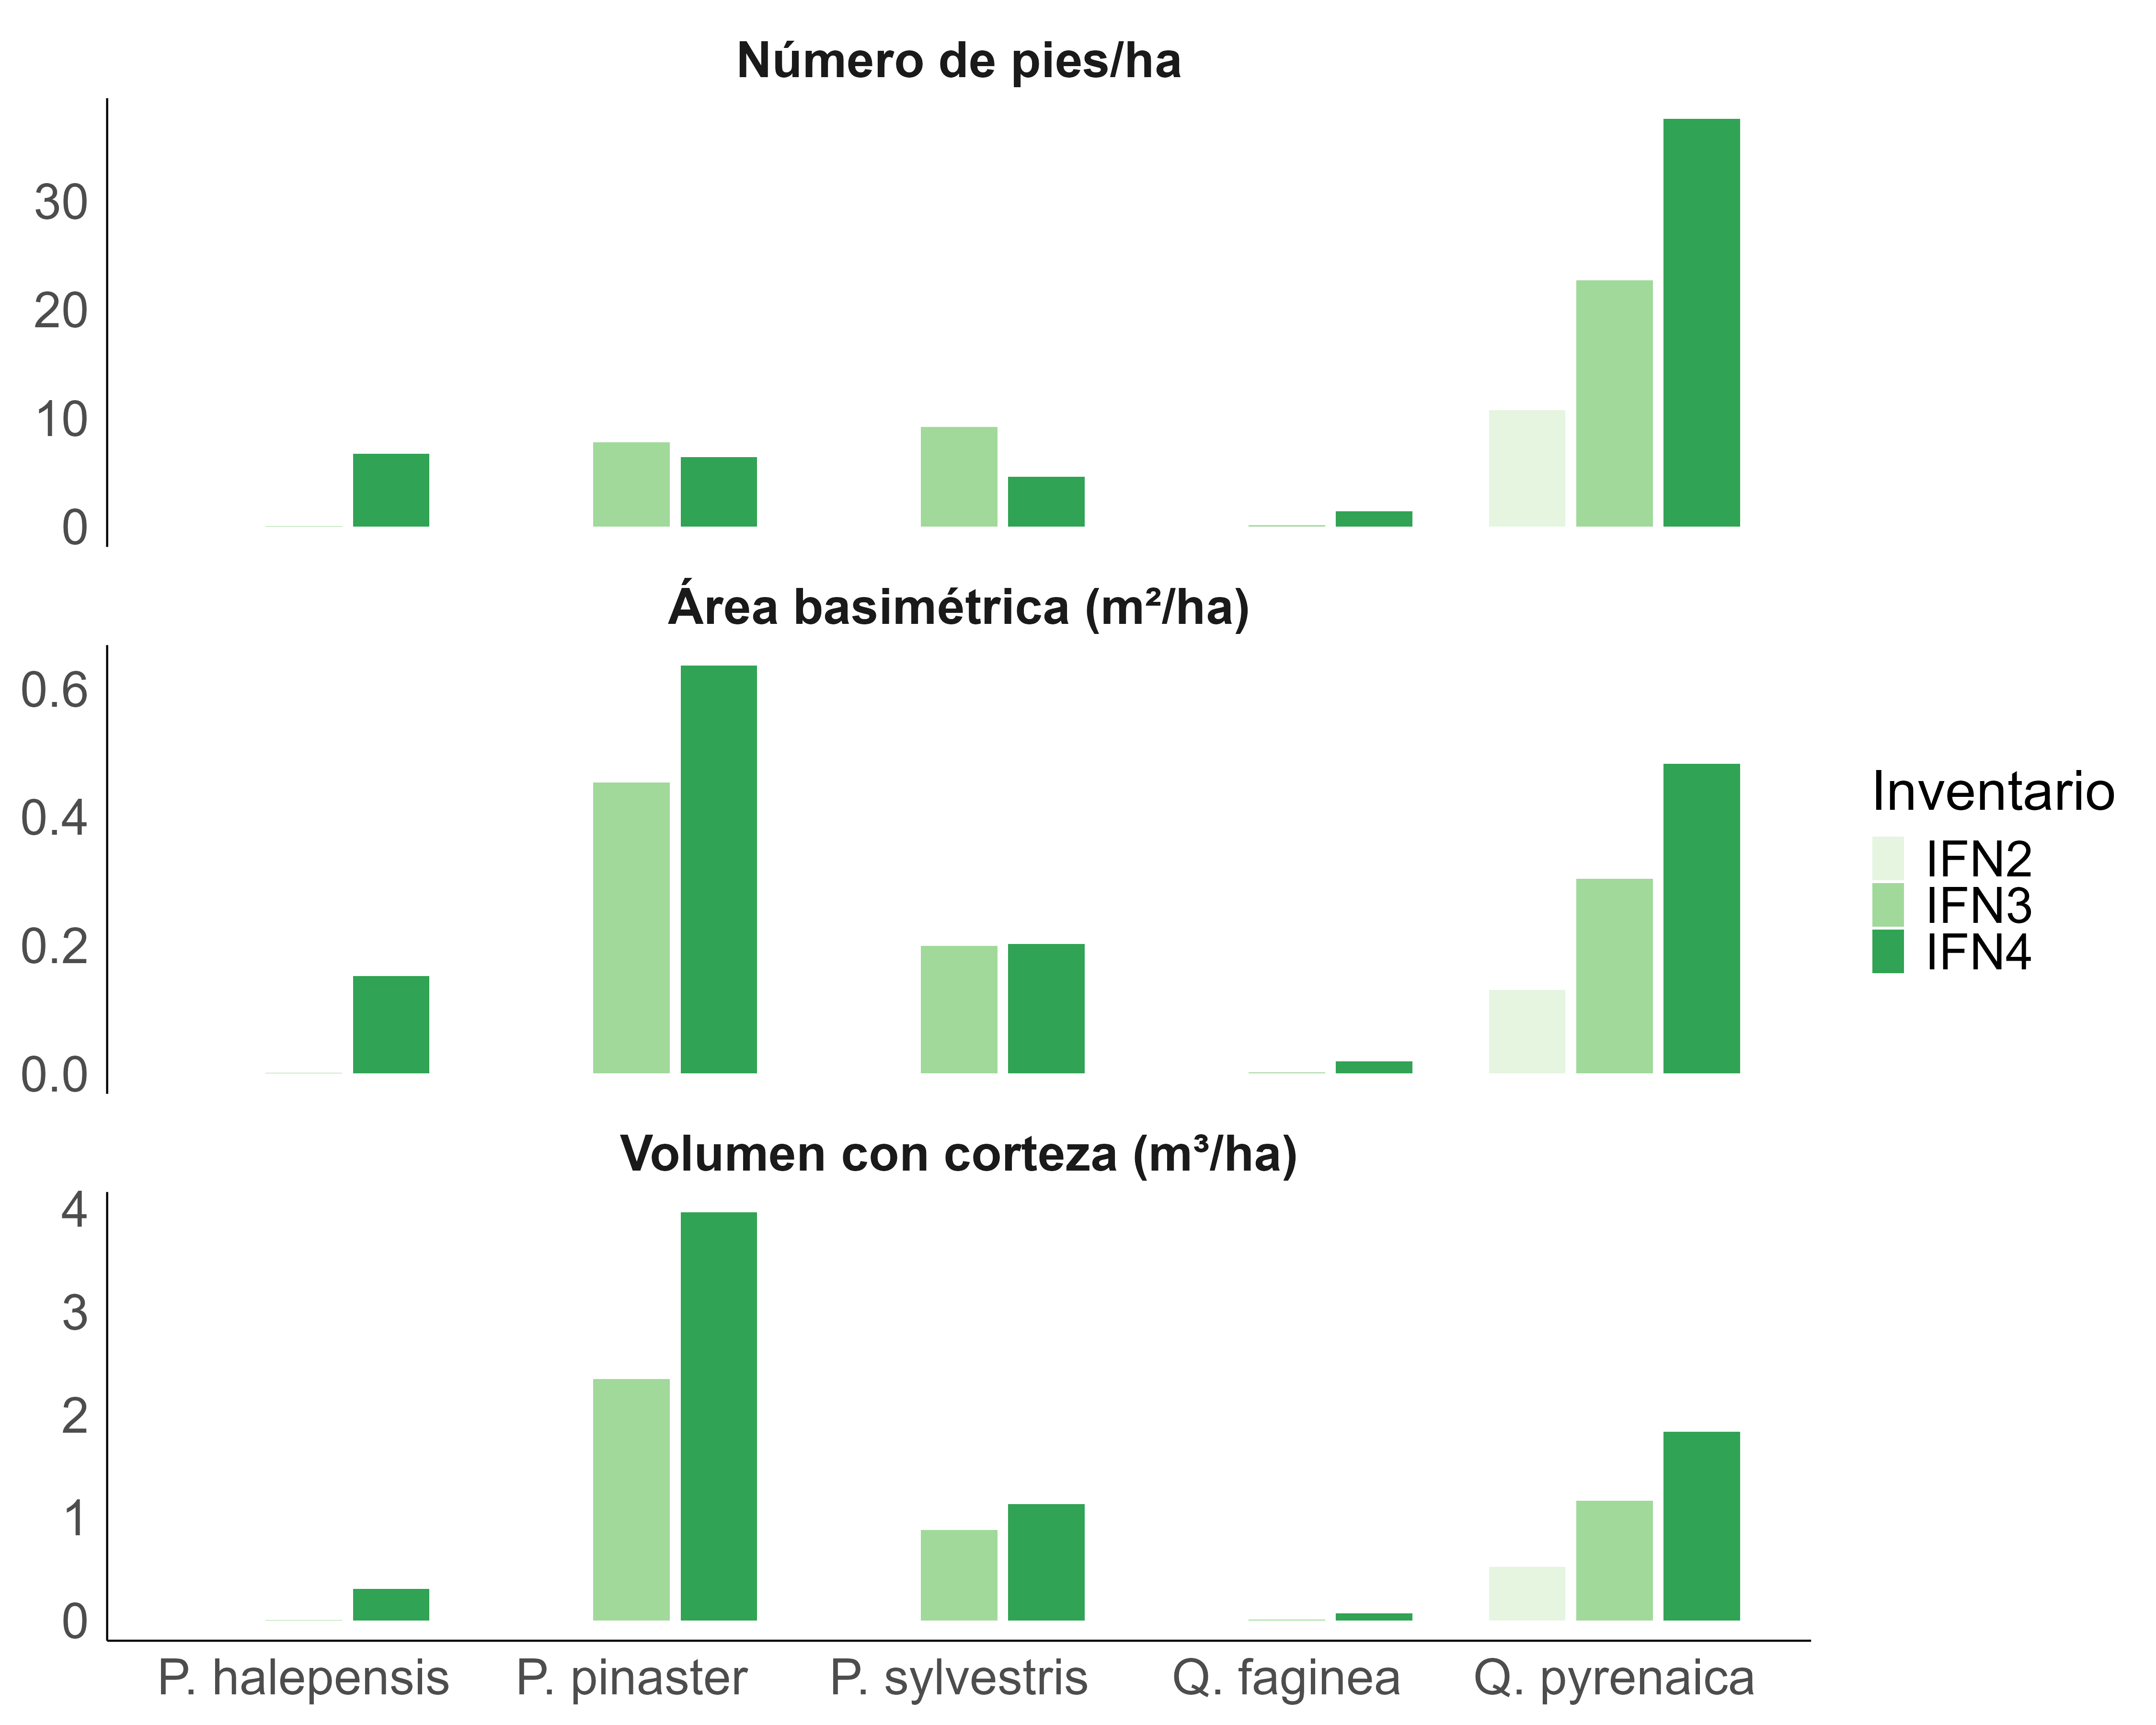 Número de pies/ha
30
20
10
0
Área basimétrica (m²/ha)
0.6
0.4
0.2
0.0
Volumen con corteza (m³/ha)
4
3
2
1
0
P. halepensis P. pinaster P. sylvestris Q. faginea Q. pyrenaica
Inventario
IFN2
IFN3
IFN4